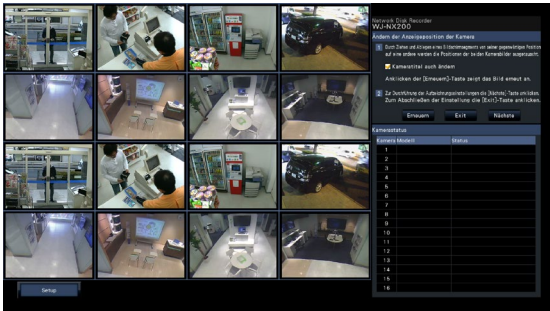 Network Disk Recorder
WJ-NX200
Ändern der Anzeigeposition der Kamera
1 Durch Ziehen und Ablegen eines Bildschirmsegments von seiner gegenwärtigen Position
auf eine andere werden die Positionen der beiden Kamerabilder ausgetauscht.
Kameratitel auch ändern
Anklicken der [Erneuern]-Taste zeigt das Bild erneut an.
2 Zur Durchführung der Aufzeichnungseinstellungen die [Nächste]-Taste anklicken.
Zum Abschließen der Einstellung die [Exit]-Taste anklicken.
Erneuern Exit Nächste
Kamerastatus
Kamera Modell Status
1
2
3
4
5
6
7
8
9
10
11
12
13
14
15
16
Setup